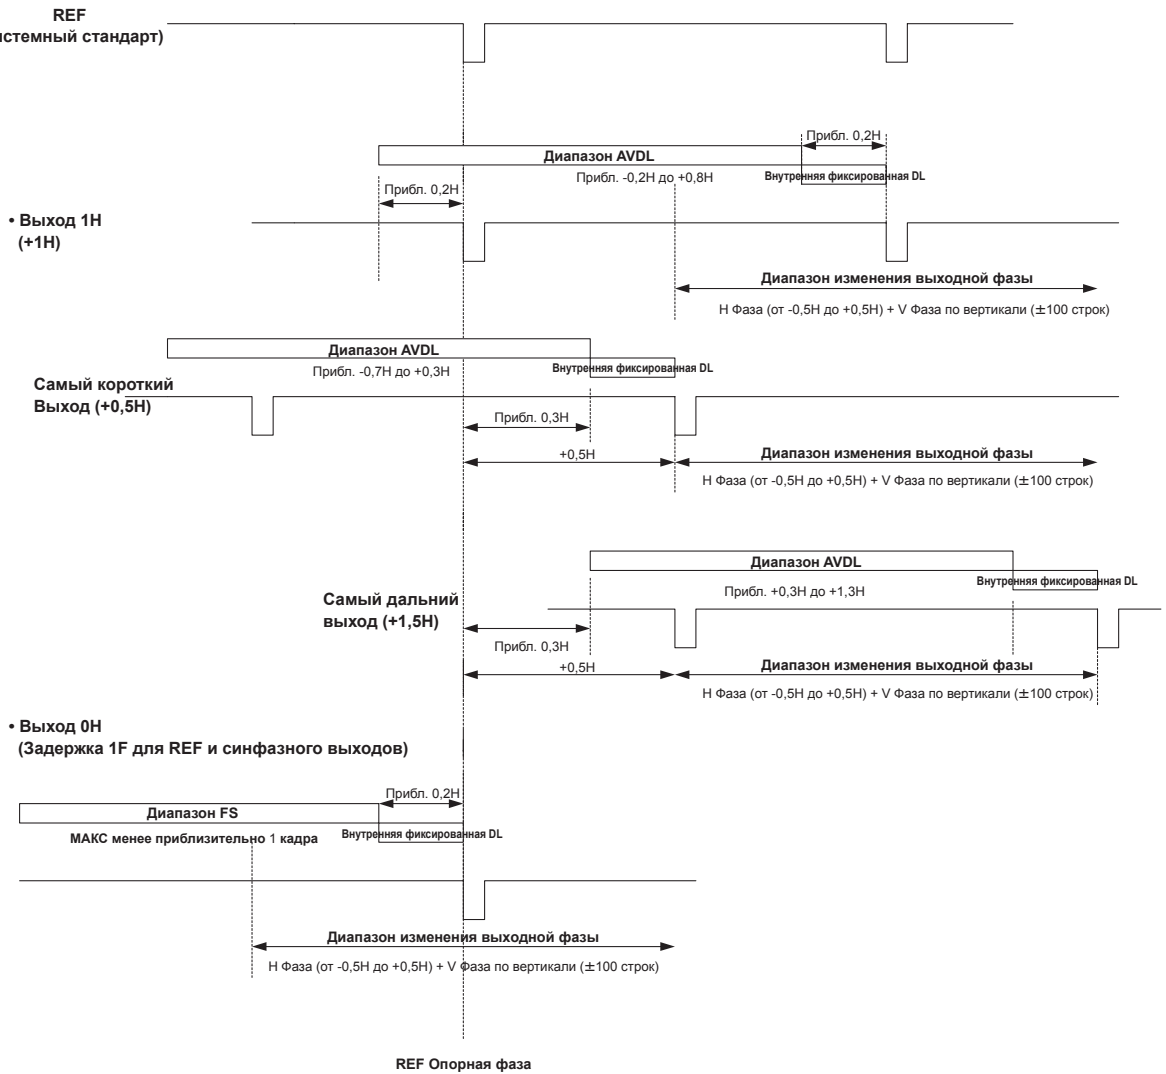 REF
истемный стандарт)
Прибл. 0,2H
Диапазон AVDL
Прибл. -0,2H до +0,8H
Внутренняя фиксированная DL
Прибл. 0,2H
• Выход 1H
(+1H)
Диапазон изменения выходной фазы
H Фаза (от -0,5H до +0,5H) + V Фаза по вертикали (±100 строк)
Диапазон AVDL
Прибл. -0,7H до +0,3H
Внутренняя фиксированная DL
Самый короткий
Выход (+0,5H)
Прибл. 0,3H
+0,5H
Диапазон изменения выходной фазы
H Фаза (от -0,5H до +0,5H) + V Фаза по вертикали (±100 строк)
Диапазон AVDL
Прибл. +0,3H до +1,3H
Внутренняя фиксированная DL
Самый дальний
выход (+1,5H)
Прибл. 0,3H
+0,5H
Диапазон изменения выходной фазы
H Фаза (от -0,5H до +0,5H) + V Фаза по вертикали (±100 строк)
• Выход 0H
(Задержка 1F для REF и синфазного выходов)
Прибл. 0,2H
Диапазон FS
МАКС менее приблизительно 1 кадра
Внутренняя фиксированная DL
Диапазон изменения выходной фазы
H Фаза (от -0,5H до +0,5H) + V Фаза по вертикали (±100 строк)
REF Опорная фаза